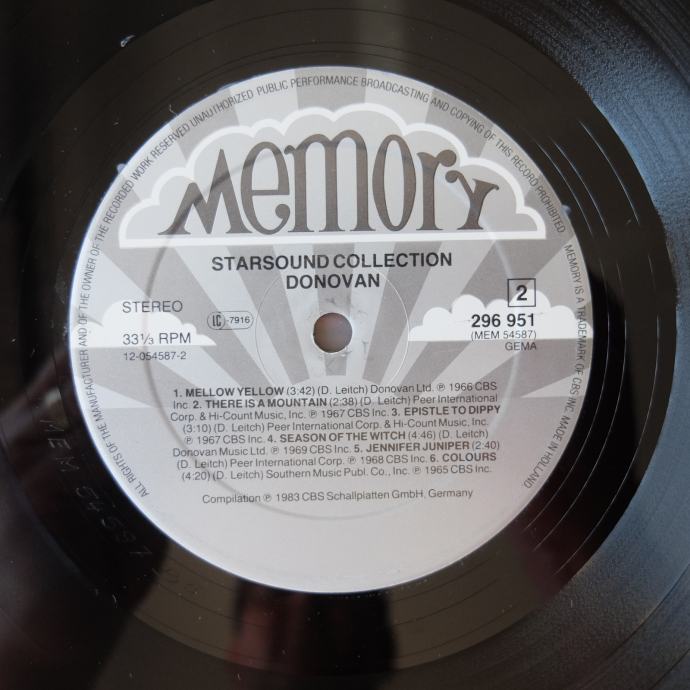 ALL RIGHTS OF THE MANUFACTURER AND OF THE OWNER OF THE RECORDED WORK RESERVED UNAUTHORIZED PUBLIC PERFORMANCE BROADCASTING AND COPYING OF THIS RECORD PROHIBITED. MEMORY IS A TRADEMARK OF CBS INC. MADE IN HOLLAND
Memory
STARSOUND COLLECTION
DONOVAN
2
STEREO
LC-7916
296 951
33⅓ RPM
(MEM 54587)
12-054587-2
GEMA
1. MELLOW YELLOW (3:42) (D. Leitch) Donovan Ltd. ℗ 1966 CBS
Inc. 2. THERE IS A MOUNTAIN (2:38) (D. Leitch) Peer International
Corp. & Hi-Count Music, Inc. ℗ 1967 CBS Inc. 3. EPISTLE TO DIPPY
(3:10) (D. Leitch) Peer International Corp. & Hi-Count Music, Inc.
℗ 1967 CBS Inc. 4. SEASON OF THE WITCH (4:46) (D. Leitch)
Donovan Music Ltd. ℗ 1969 CBS Inc. 5. JENNIFER JUNIPER (2:40)
(D. Leitch) Peer International Corp. ℗ 1968 CBS Inc. 6. COLOURS
(4:20) (D. Leitch) Southern Music Publ. Co., Inc. ℗ 1965 CBS Inc.
Compilation ℗ 1983 CBS Schallplatten GmbH, Germany
MEM 54587